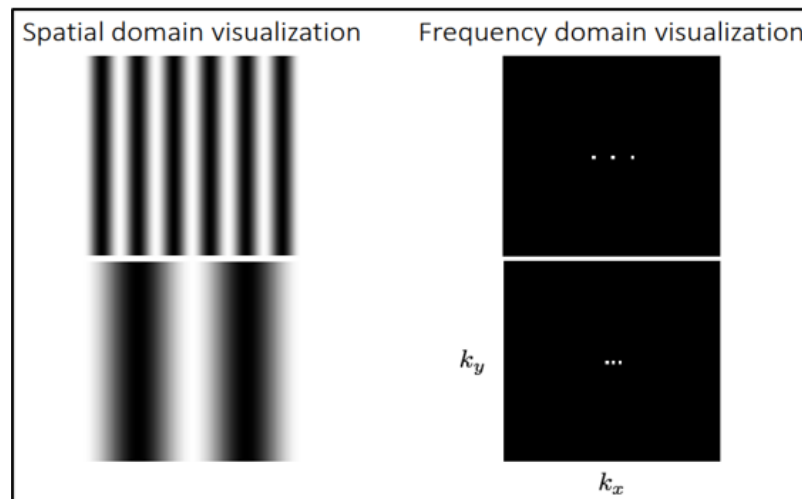 Spatial domain visualization
Frequency domain visualization
k_y
k_x